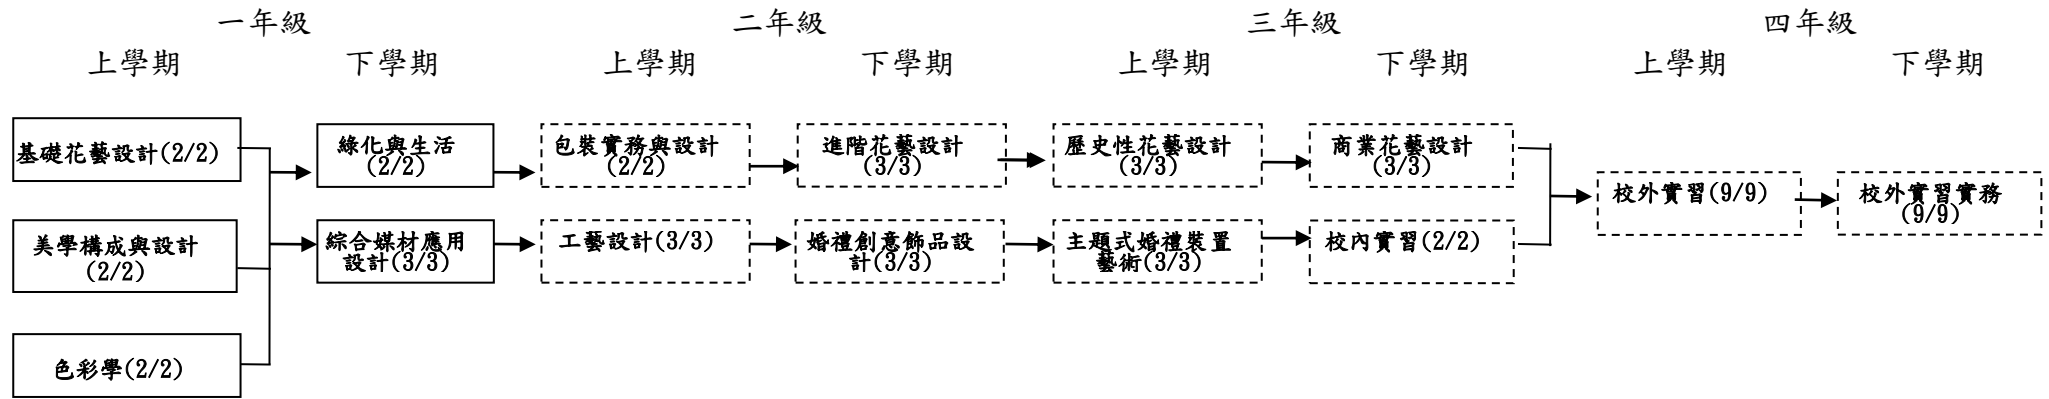 一年級
二年級
三年級
四年級
上學期
下學期
上學期
下學期
上學期
下學期
上學期
下學期
基礎花藝設計(2/2)
綠化與生活
(2/2)
包裝實務與設計
(2/2)
進階花藝設計
(3/3)
歷史性花藝設計
(3/3)
商業花藝設計
(3/3)
校外實習(9/9)
校外實習實務
(9/9)
美學構成與設計
(2/2)
綜合媒材應用
設計(3/3)
工藝設計(3/3)
婚禮創意飾品設
計(3/3)
主題式婚禮裝置
藝術(3/3)
校內實習(2/2)
色彩學(2/2)